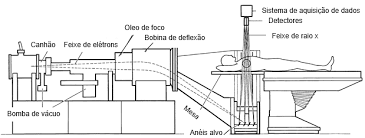 Sistema de aquisição de dados
Detectores
Oleo de foco
Bobina de deflexão
Canhão
Feixe de elétrons
Feixe de raio x
Mesa
Bomba de vácuo
Anéis alvo